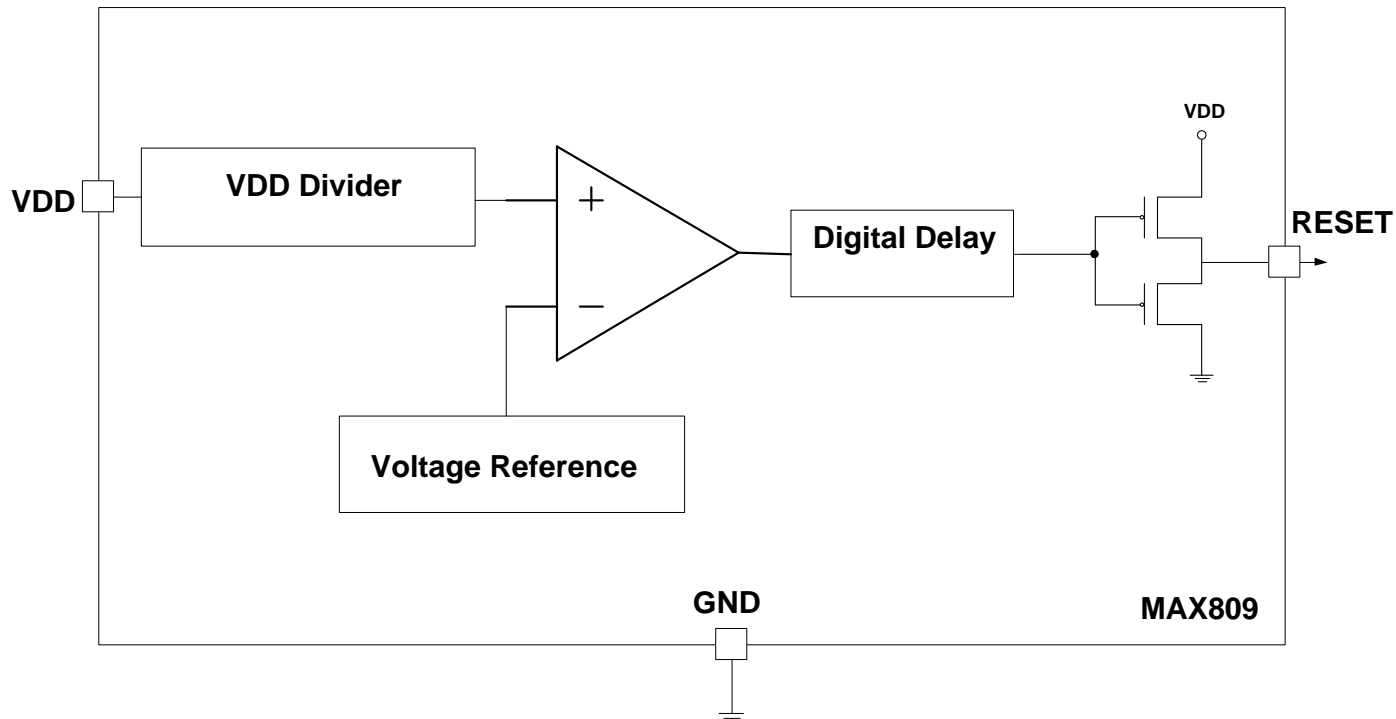 VDD
VDD Divider
VDD
RESET
+
Digital Delay
−
Voltage Reference
GND
MAX809